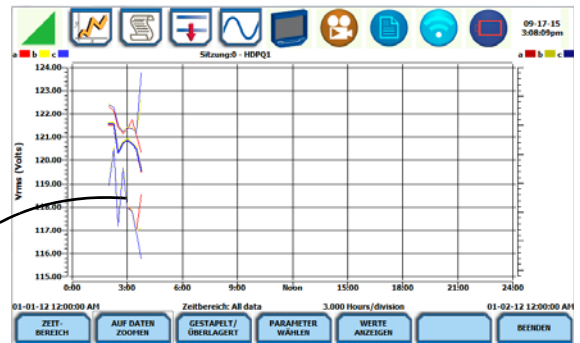 09-17-15
3:08:09pm
a b c Sitzung:0 - HDPQ1 a b c
124.00
123.00
122.00
121.00
120.00
119.00
118.00
117.00
116.00
115.00
Vrms (Volts)
0:00 3:00 6:00 9:00 Noon 15:00 18:00 21:00 24:00
01-01-12 12:00:00 AM Zeitbereich: All data 3.000 Hours/division 01-02-12 12:00:00 AM
ZEIT-
BEREICH
AUF DATEN
ZOOMEN
GESTAPELT/
ÜBERLAGERT
PARAMETER
WÄHLEN
WERTE
ANZEIGEN
BEENDEN